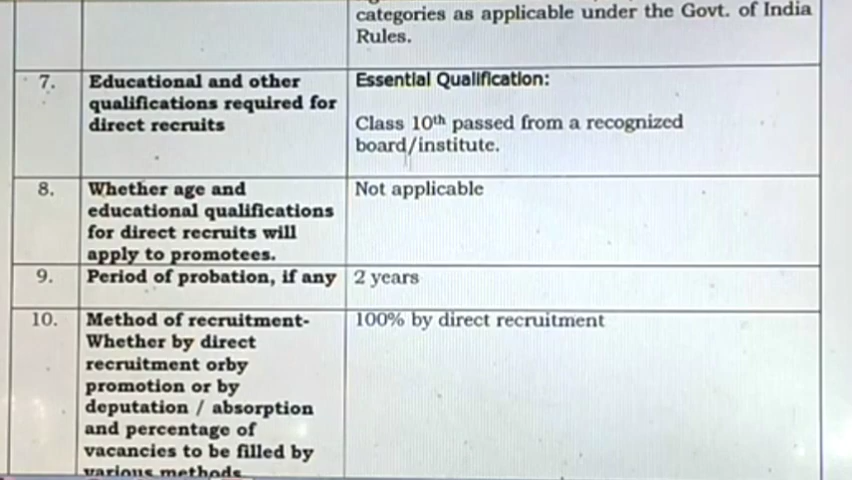 categories as applicable under the Govt. of India
Rules.
7.
Educational and other
qualifications required for
direct recruits
Essential Qualification:
Class 10th passed from a recognized
board/institute.
8.
Whether age and
educational qualifications
for direct recruits will
apply to promotees.
Not applicable
9.
Period of probation, if any
2 years
10.
Method of recruitment-
Whether by direct
recruitment orby
promotion or by
deputation / absorption
and percentage of
vacancies to be filled by
various methods
100% by direct recruitment